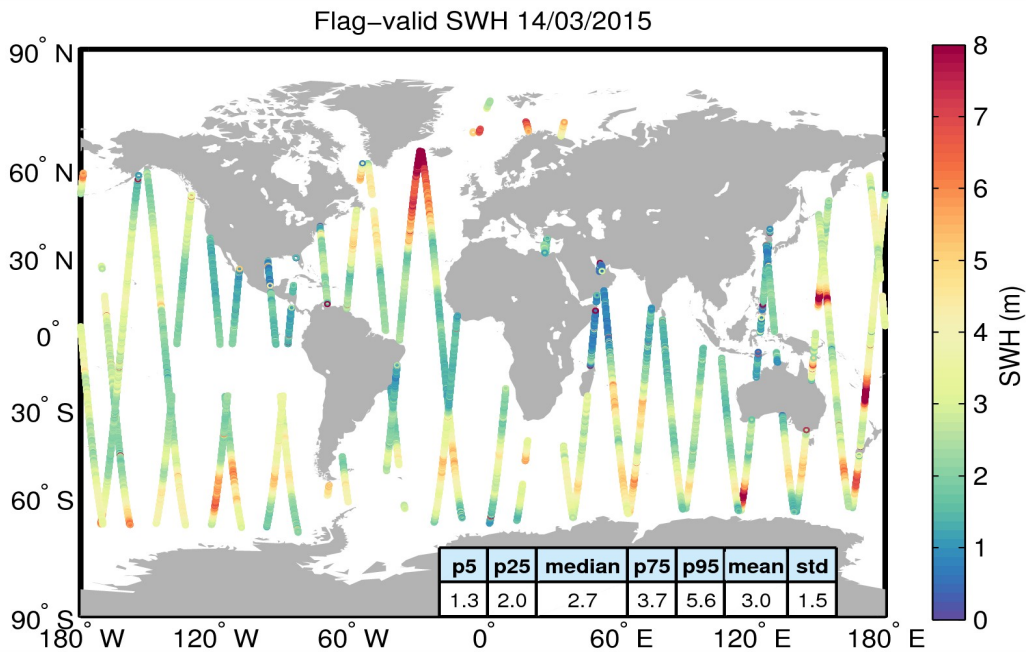 Flag−valid SWH 14/03/2015
90° N
60° N
30° N
0°
30° S
60° S
90° S
180° W
120° W
60° W
0°
60° E
120° E
180° E
p5 p25 median p75 p95 mean std
1.3 2.0 2.7 3.7 5.6 3.0 1.5
8
7
6
5
4
3
2
1
0
SWH (m)